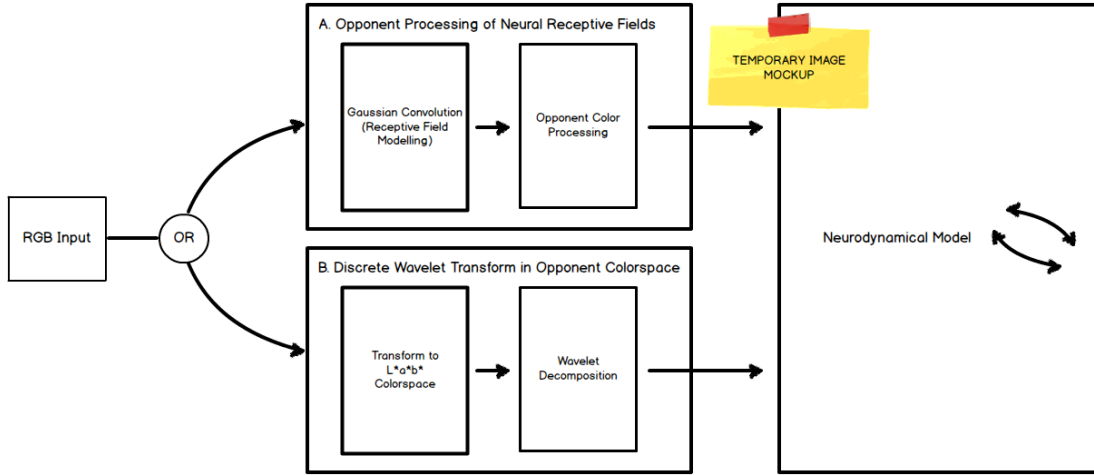 A. Opponent Processing of Neural Receptive Fields
Gaussian Convolution
(Receptive Field
Modelling)
Opponent Color
Processing
TEMPORARY IMAGE
MOCKUP
RGB Input
OR
Neurodynamical Model
B. Discrete Wavelet Transform in Opponent Colorspace
Transform to
L*a*b*
Colorspace
Wavelet
Decomposition